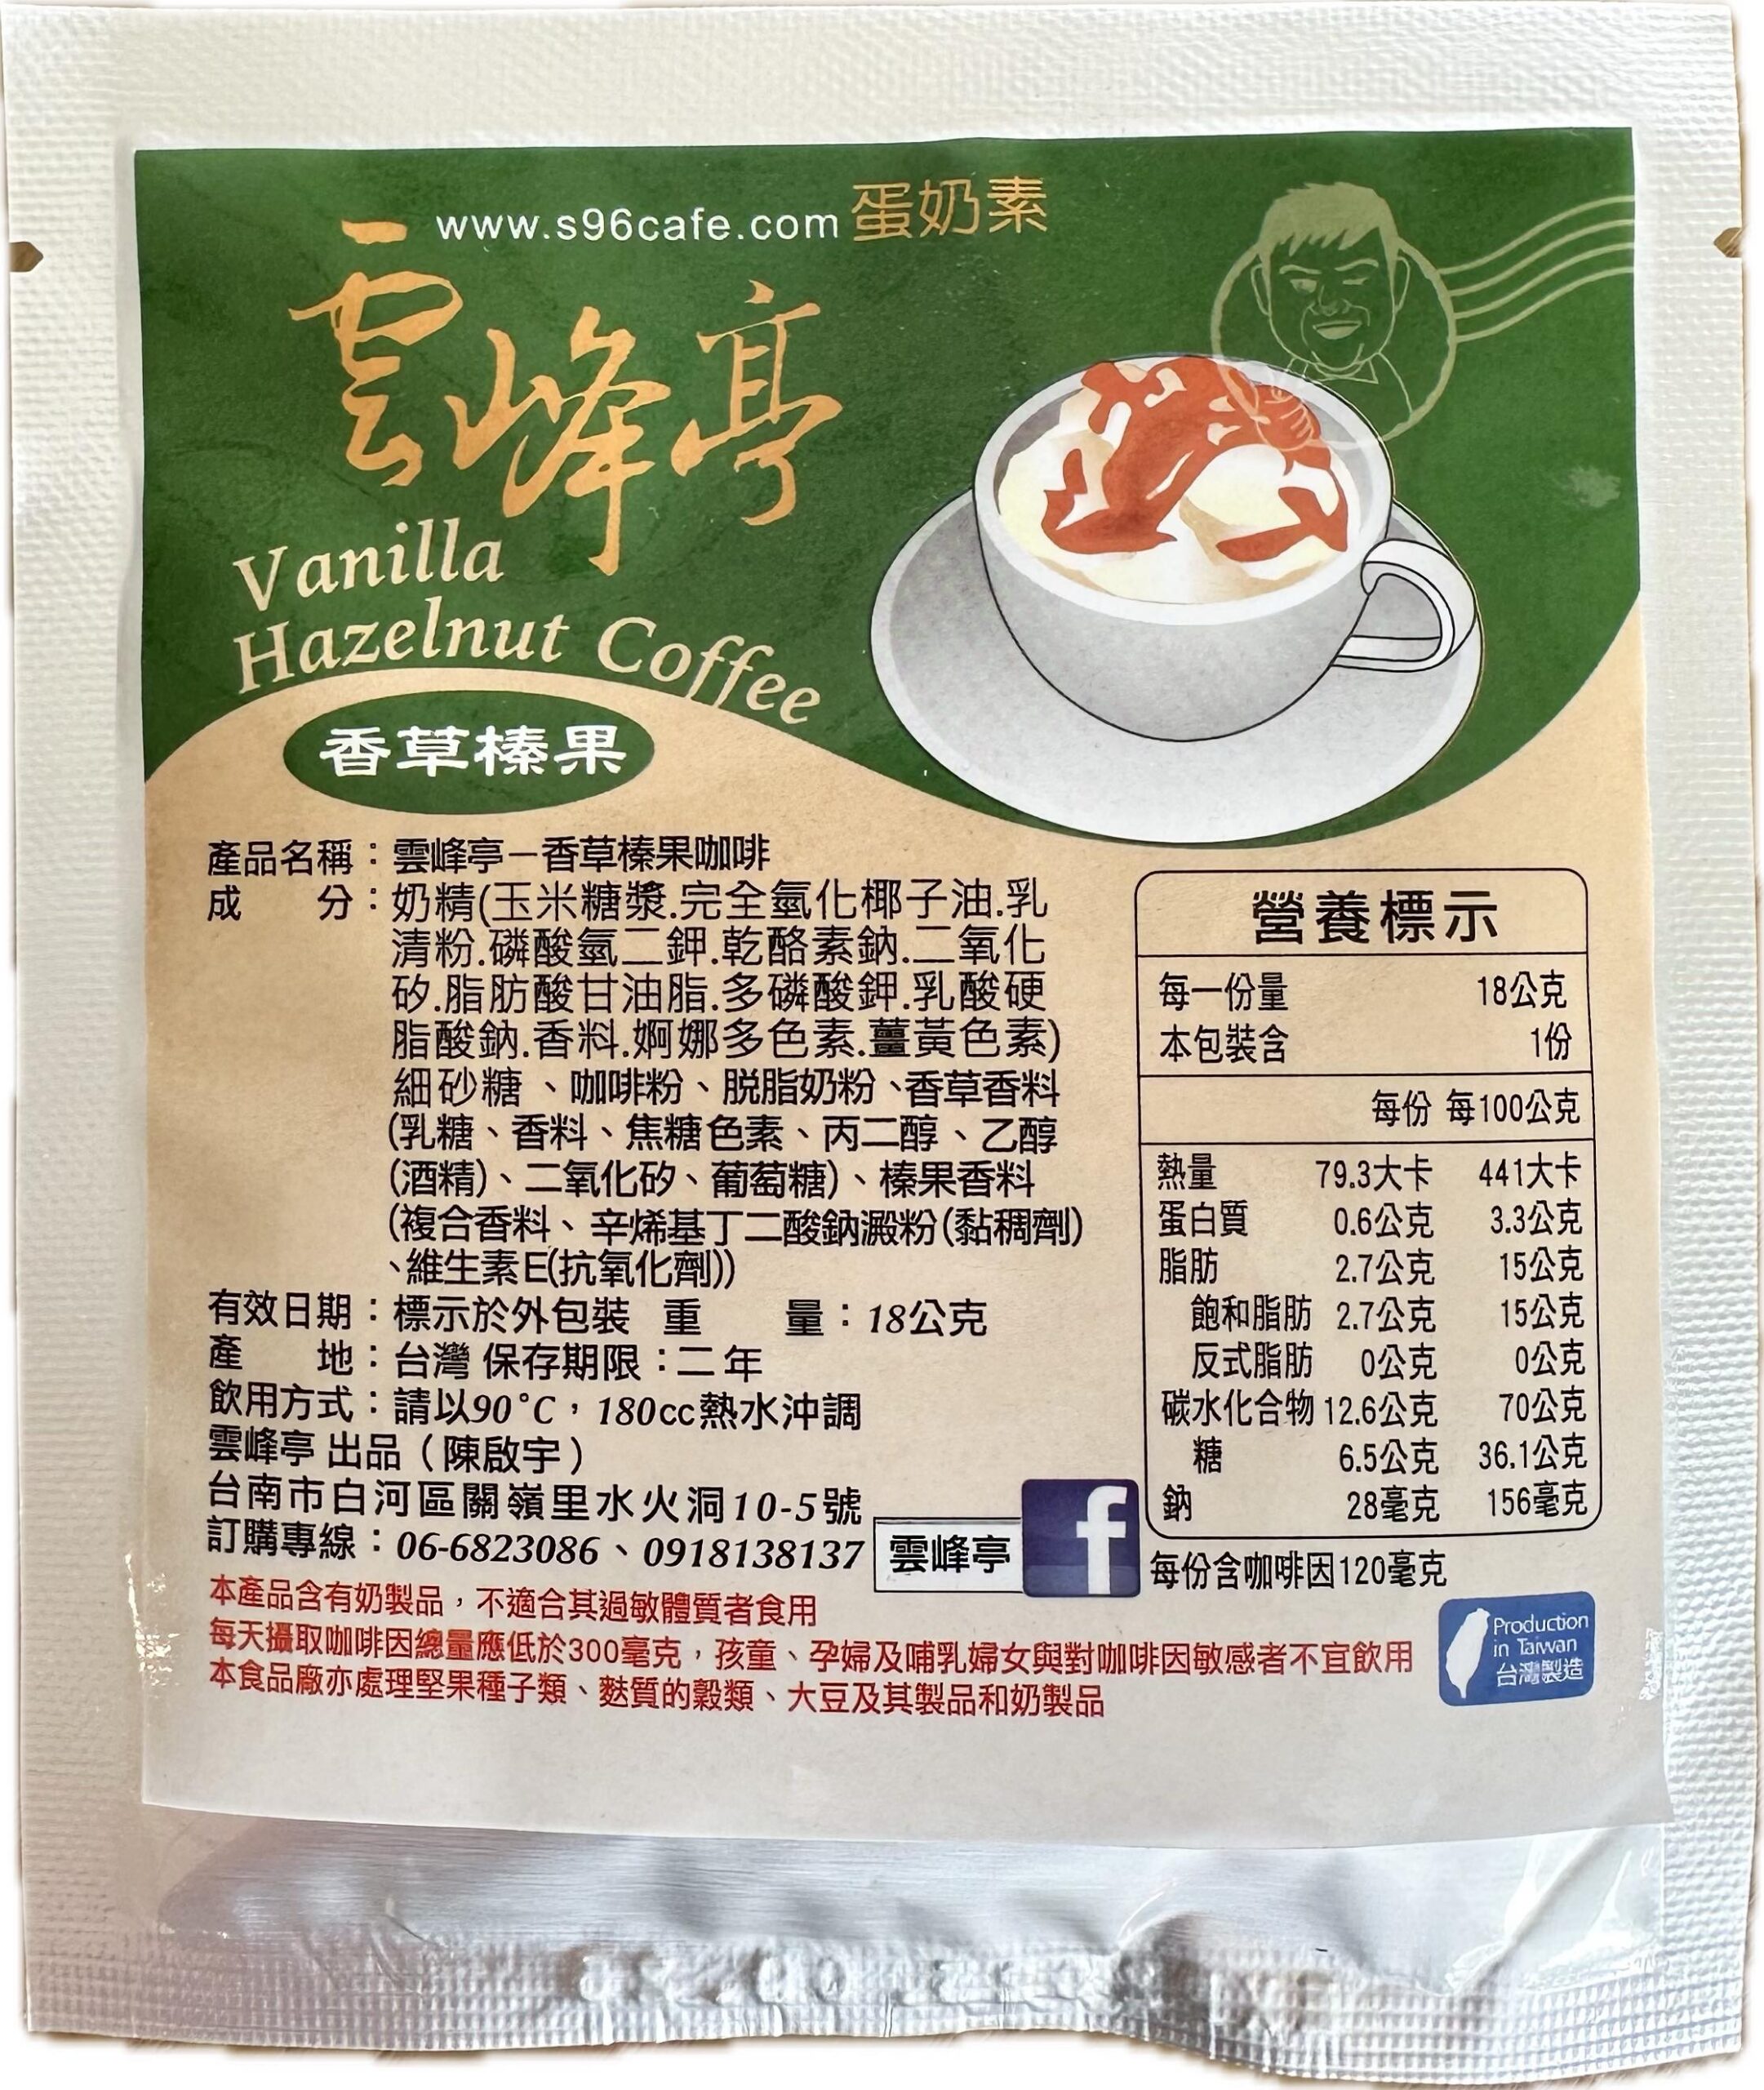 www.s96cafe.com 蛋奶素
雲峰亭
Vanilla
Hazelnut Coffee
香草榛果
產品名稱：雲峰亭－香草榛果咖啡
成　　分：奶精(玉米糖漿.完全氫化椰子油.乳
清粉.磷酸氫二鉀.乾酪素鈉.二氧化
矽.脂肪酸甘油脂.多磷酸鉀.乳酸硬
脂酸鈉.香料.婀娜多色素.薑黃色素)
細砂糖、咖啡粉、脱脂奶粉、香草香料
(乳糖、香料、焦糖色素、丙二醇、乙醇
(酒精)、二氧化矽、葡萄糖)、榛果香料
(複合香料、辛烯基丁二酸鈉澱粉(黏稠劑)
、維生素E(抗氧化劑))
有效日期：標示於外包裝 重　　量：18公克
產　　地：台灣 保存期限：二年
飲用方式：請以90°C，180cc熱水沖調
雲峰亭 出品（陳啟宇）
台南市白河區關嶺里水火洞10-5號
訂購專線：06-6823086、0918138137
雲峰亭 f
本產品含有奶製品，不適合其過敏體質者食用
每天攝取咖啡因總量應低於300毫克，孩童、孕婦及哺乳婦女與對咖啡因敏感者不宜飲用
本食品廠亦處理堅果種子類、麩質的穀類、大豆及其製品和奶製品
營養標示
每一份量 18公克
本包裝含 1份
每份 每100公克
熱量 79.3大卡 441大卡
蛋白質 0.6公克 3.3公克
脂肪 2.7公克 15公克
飽和脂肪 2.7公克 15公克
反式脂肪 0公克 0公克
碳水化合物 12.6公克 70公克
糖 6.5公克 36.1公克
鈉 28毫克 156毫克
每份含咖啡因120毫克
Production
in Taiwan
台灣製造